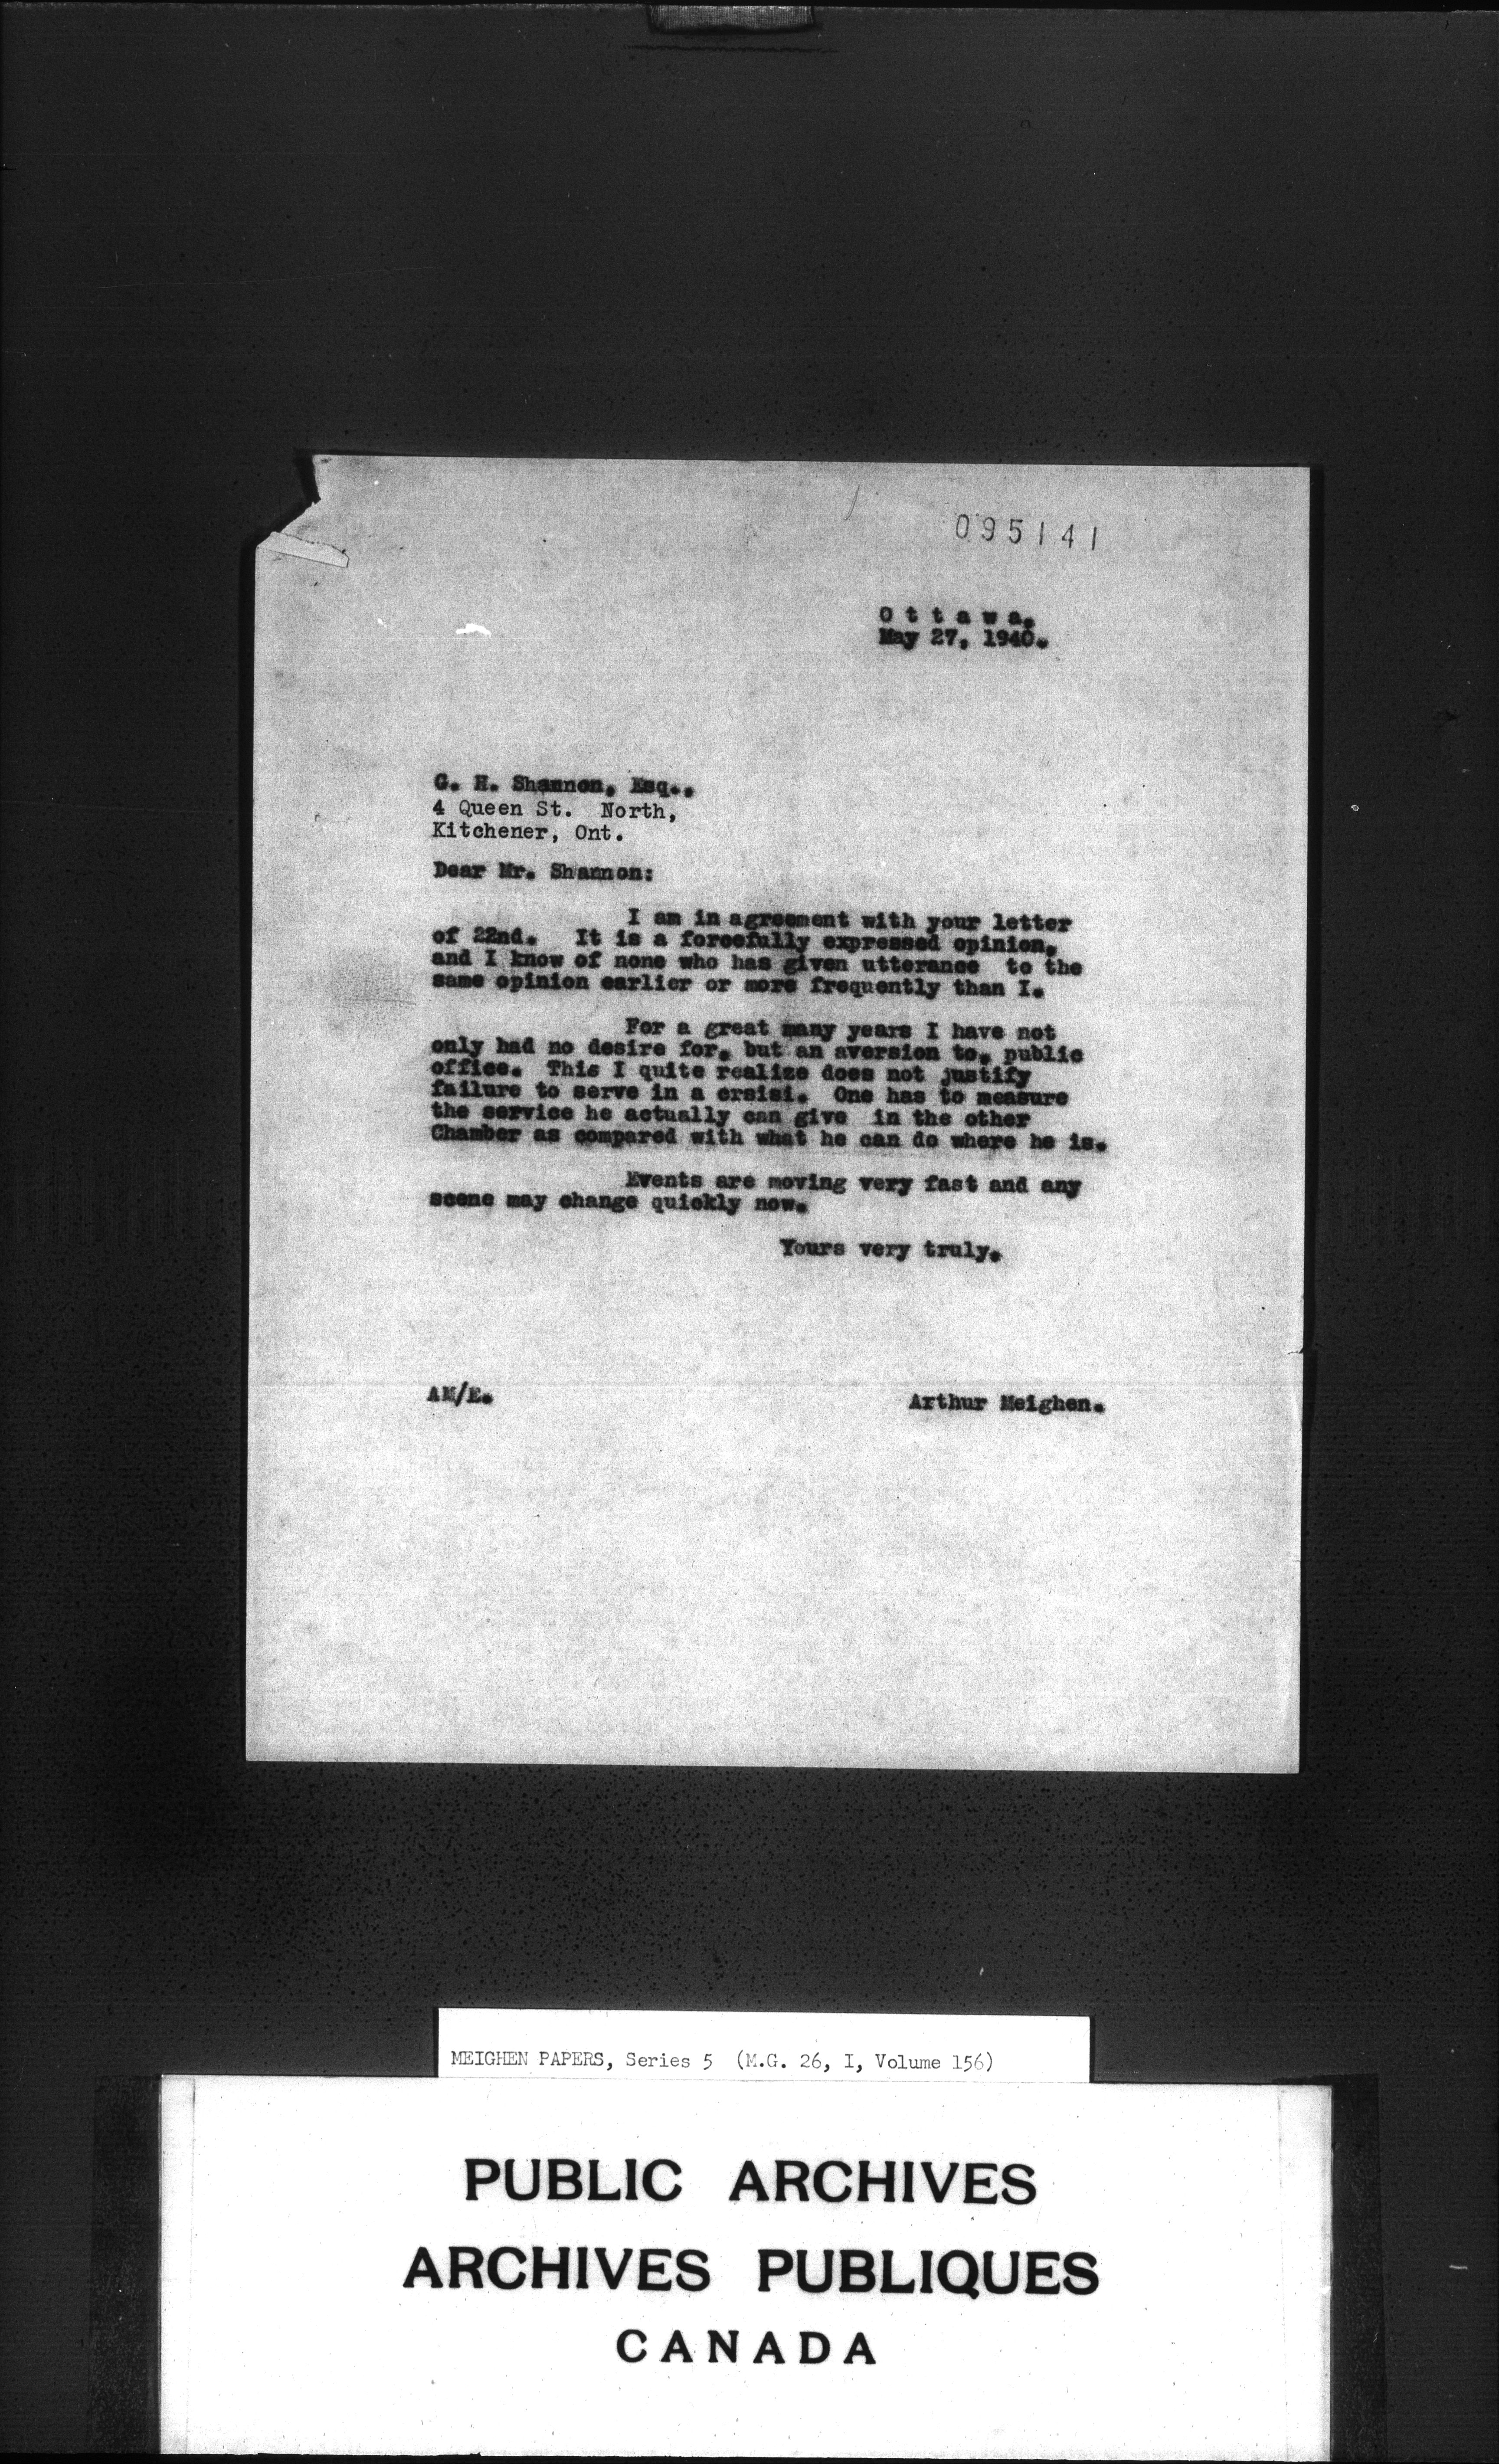 095141
O t t a w a,
May 27, 1940.
G. H. Shannon, Esq.,
4 Queen St. North,
Kitchener, Ont.
Dear Mr. Shannon:
I am in agreement with your letter
of 22nd. It is a forcefully expressed opinion,
and I know of none who has given utterance to the
same opinion earlier or more frequently than I.
For a great many years I have not
only had no desire for, but an aversion to, public
office. This I quite realize does not justify
failure to serve in a crsisi. One has to measure
the service he actually can give in the other
Chamber as compared with what he can do where he is.
Events are moving very fast and any
scene may change quickly now.
Yours very truly,
AM/E.
Arthur Meighen.
MEIGHEN PAPERS, Series 5 (M.G. 26, I, Volume 156)
PUBLIC ARCHIVES
ARCHIVES PUBLIQUES
CANADA